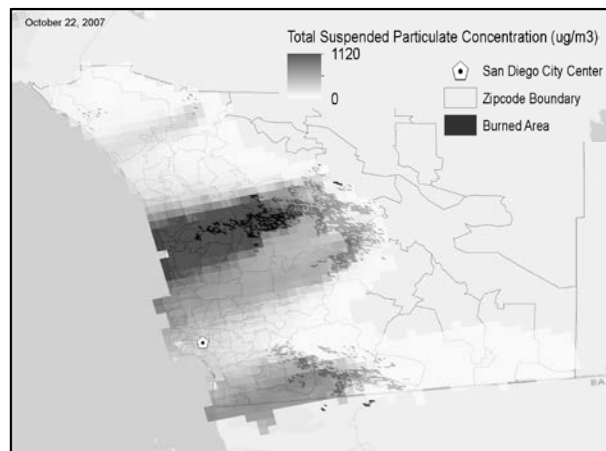 October 22, 2007
Total Suspended Particulate Concentration (ug/m3)
1120
0
San Diego City Center
Zipcode Boundary
Burned Area
BA